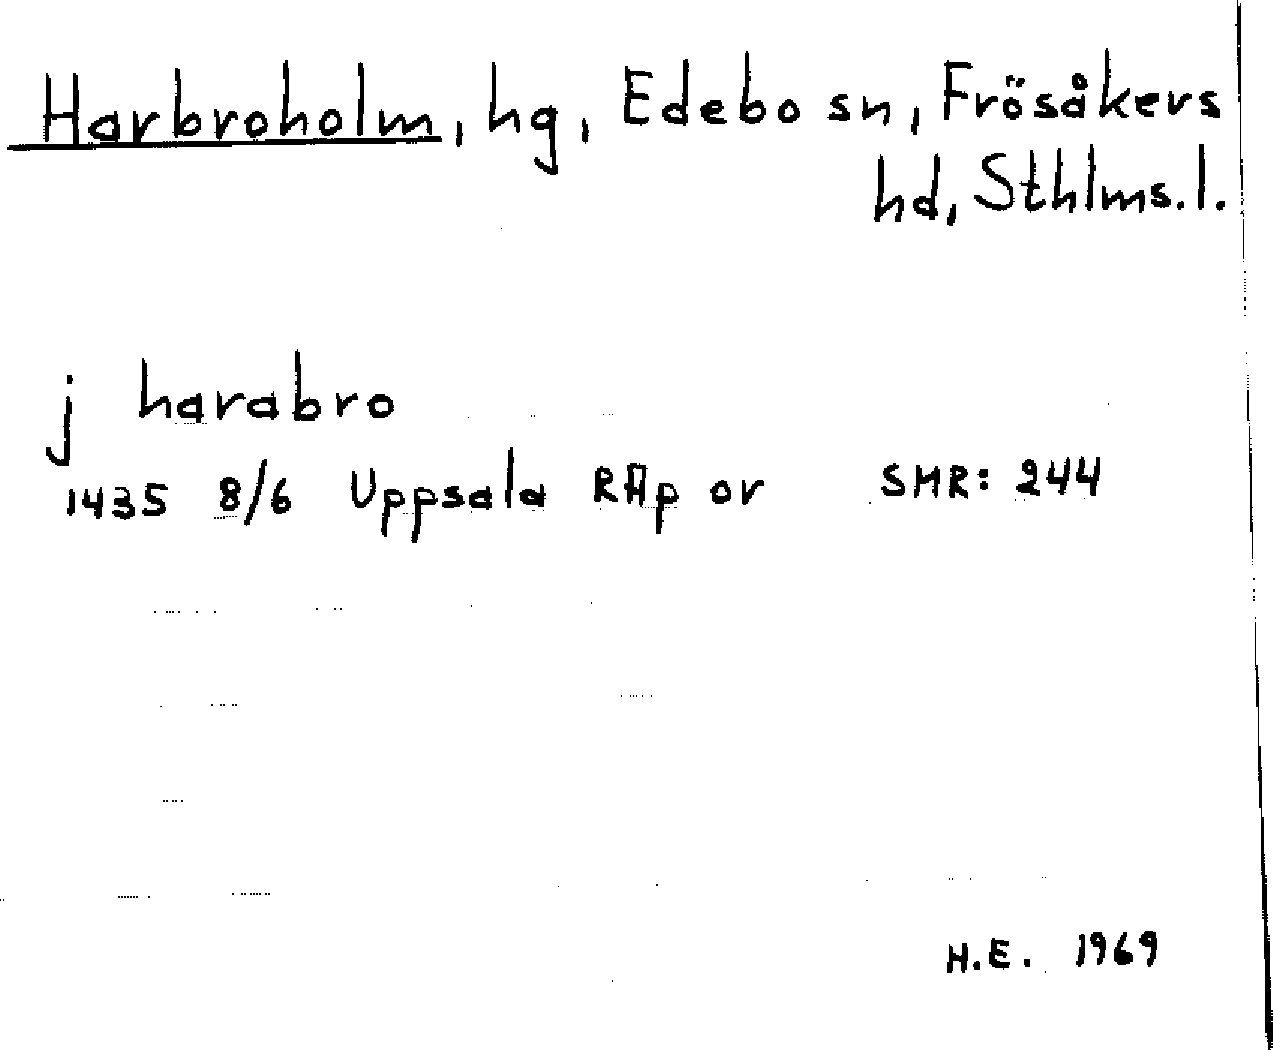 Harbroholm, hg, Edebo sn, Frösåkers
hd, Sthlms. l.
j harabro
1435 8/6 Uppsala RAp or SMR: 244
H.E. 1969